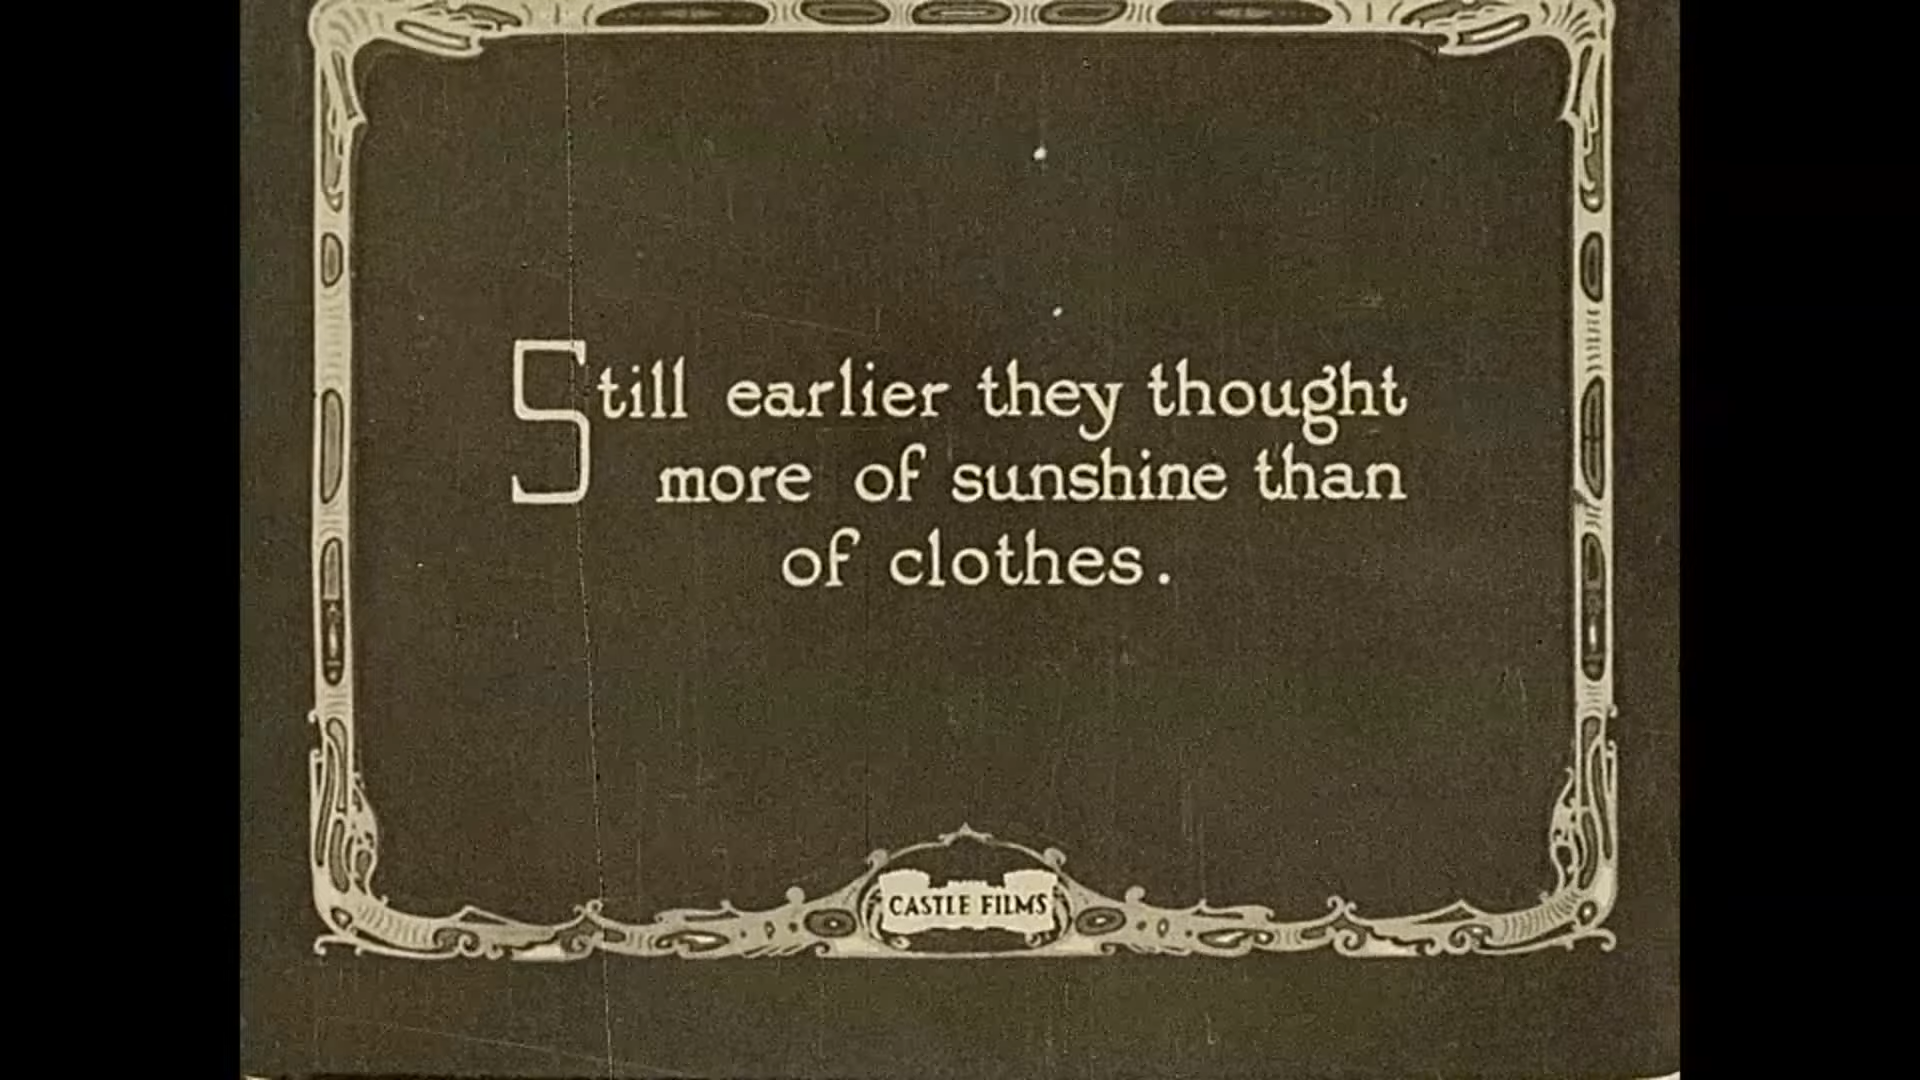 Still earlier they thought
more of sunshine than
of clothes.
CASTLE FILMS